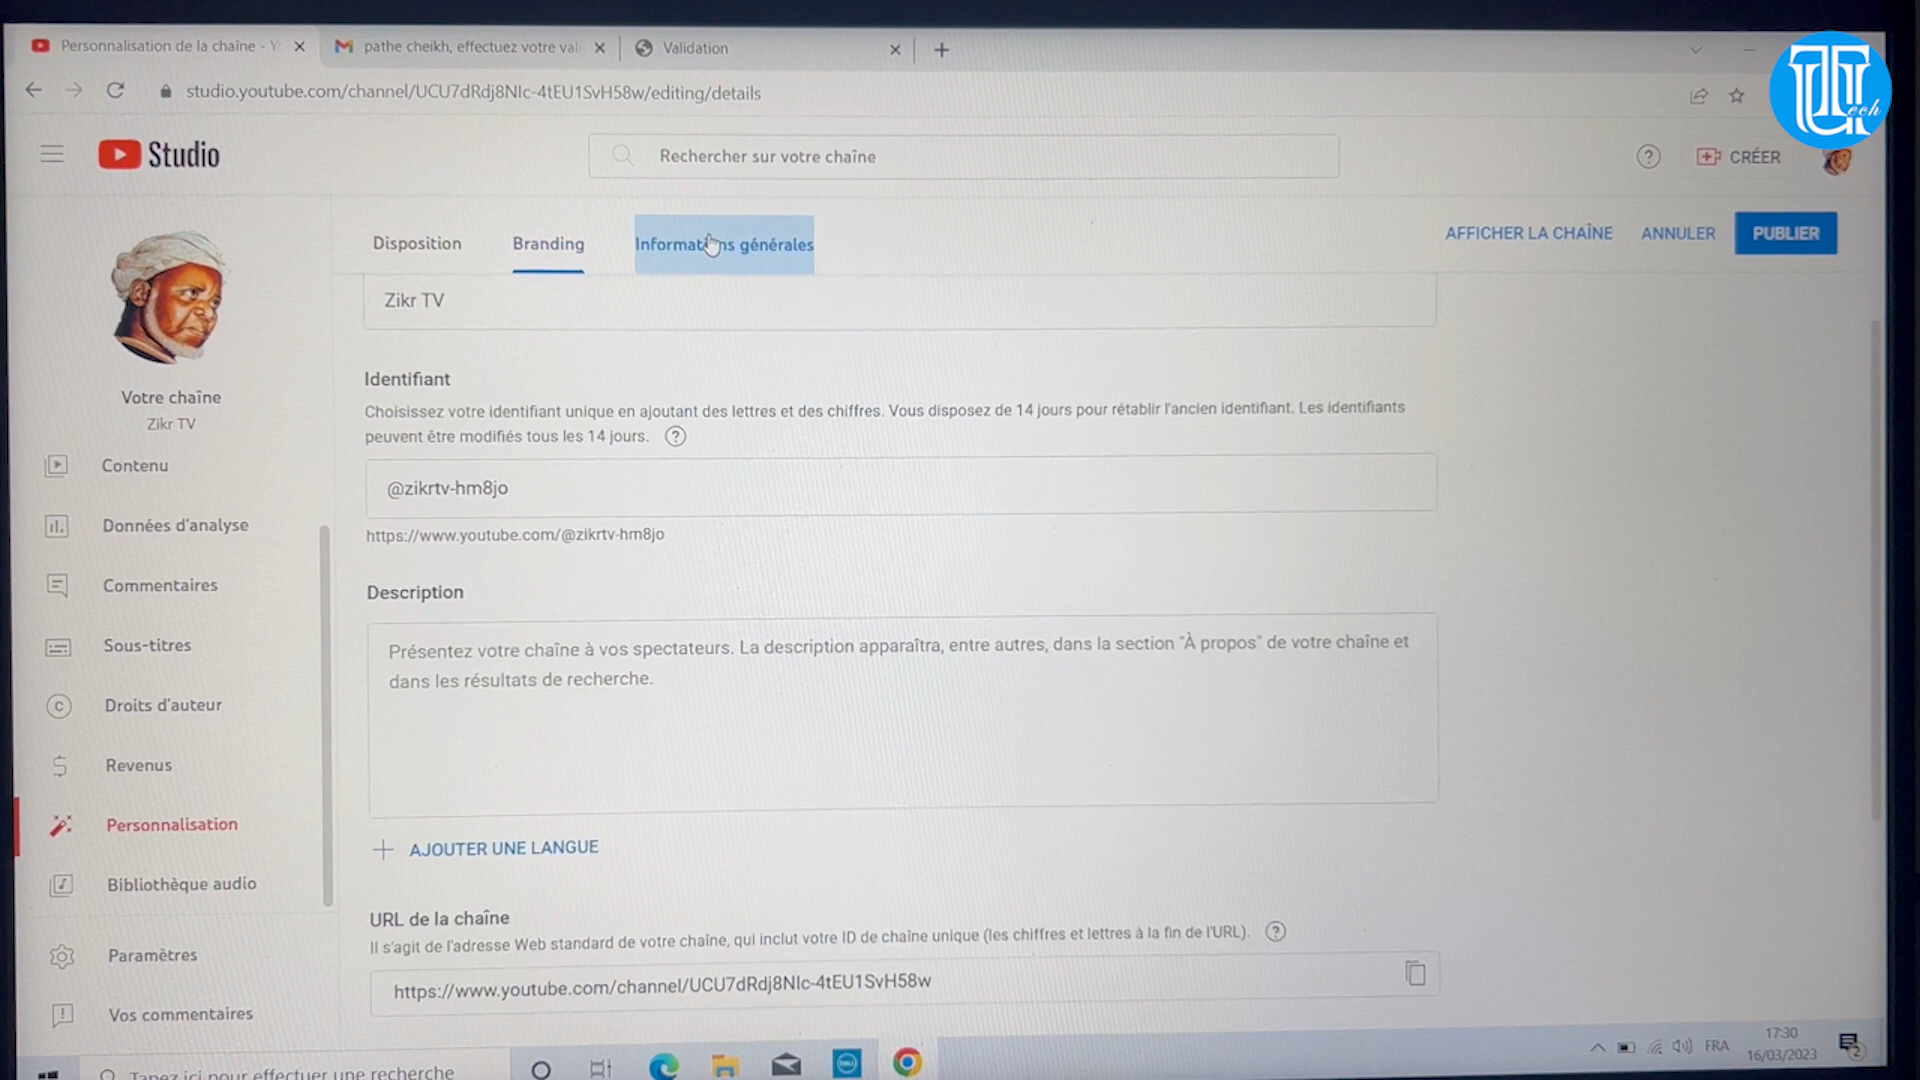 Personnalisation de la chaîne - Y
pathe cheikh, effectuez votre vali
Validation
studio.youtube.com/channel/UCU7dRdj8NIc-4tEU1SvH58w/editing/details
UTech
Studio
Rechercher sur votre chaîne
CRÉER
Disposition
Branding
Informations générales
AFFICHER LA CHAÎNE
ANNULER
PUBLIER
Zikr TV
Votre chaîne
Zikr TV
Contenu
Données d'analyse
Commentaires
Sous-titres
Droits d'auteur
Revenus
Personnalisation
Bibliothèque audio
Paramètres
Vos commentaires
Identifiant
Choisissez votre identifiant unique en ajoutant des lettres et des chiffres. Vous disposez de 14 jours pour rétablir l'ancien identifiant. Les identifiants
peuvent être modifiés tous les 14 jours.
@zikrtv-hm8jo
https://www.youtube.com/@zikrtv-hm8jo
Description
Présentez votre chaîne à vos spectateurs. La description apparaîtra, entre autres, dans la section "À propos" de votre chaîne et
dans les résultats de recherche.
AJOUTER UNE LANGUE
URL de la chaîne
Il s'agit de l'adresse Web standard de votre chaîne, qui inclut votre ID de chaîne unique (les chiffres et lettres à la fin de l'URL).
https://www.youtube.com/channel/UCU7dRdj8NIc-4tEU1SvH58w
Tapez ici pour effectuer une recherche
DELL
FRA
17:30
16/03/2023
2